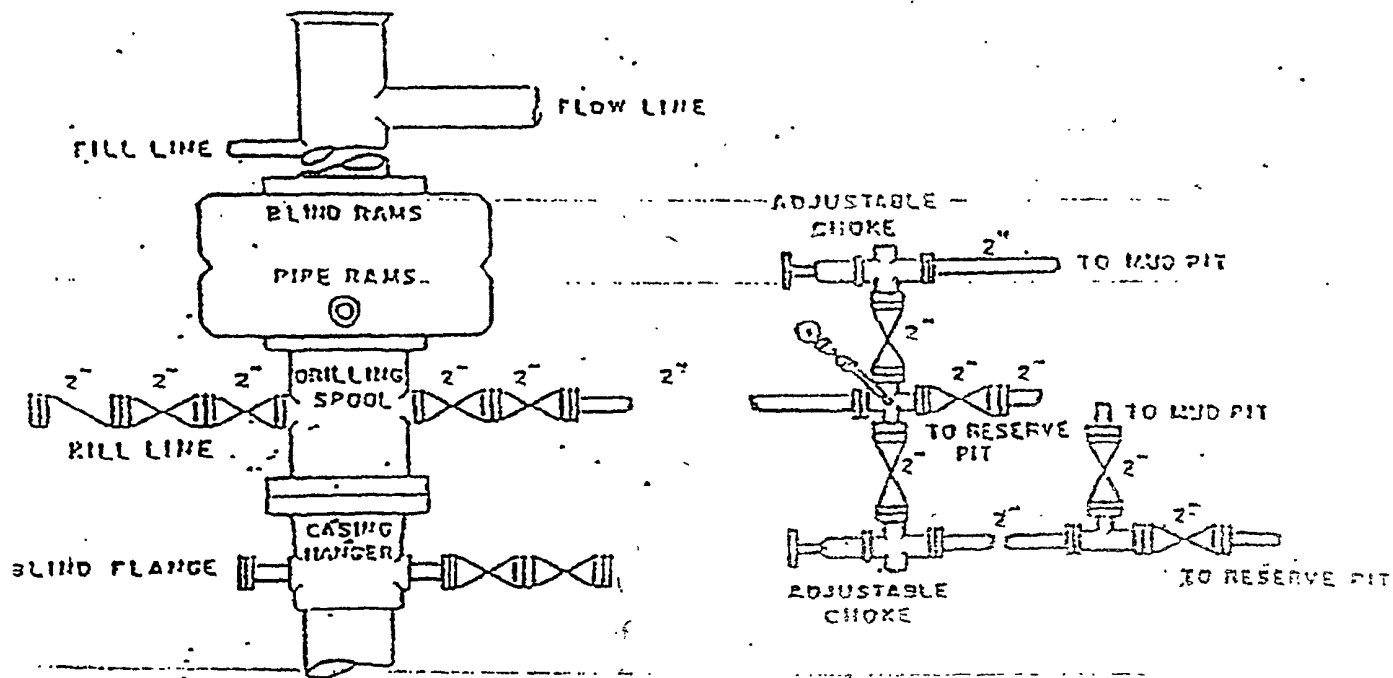 FLOW LINE
FILL LINE
BLIND RAMS
PIPE RAMS
ADJUSTABLE
CHOKE
2"
TO MUD PIT
2"
2" 2" 2"
DRILLING
SPOOL
2" 2"
2"
2" 2"
KILL LINE
TO RESERVE
PIT
TO MUD PIT
2"
2"
CASING
HANGER
2"
2"
BLIND FLANGE
ADJUSTABLE
CHOKE
TO RESERVE PIT